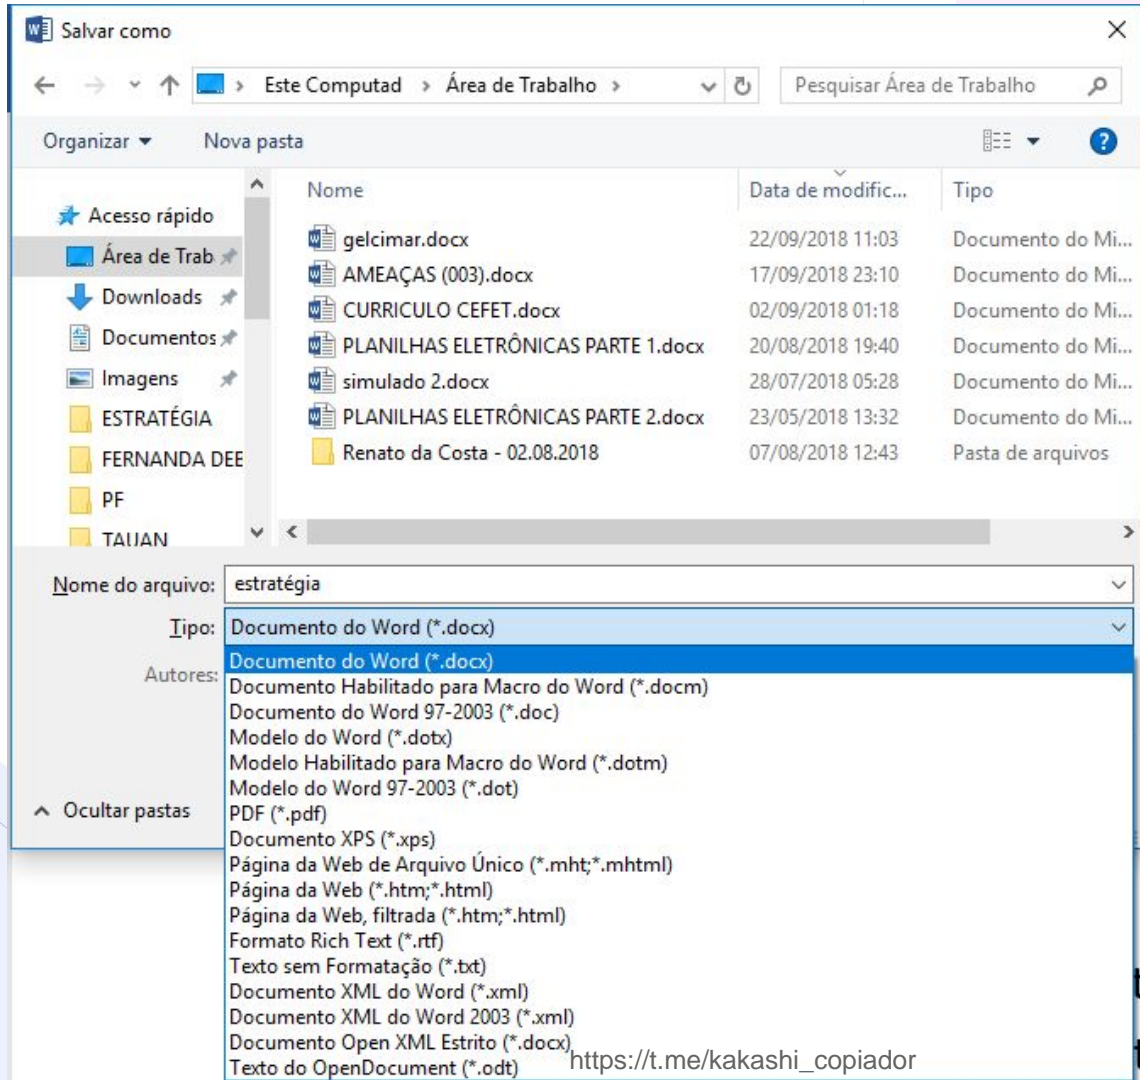 Salvar como
Este Computad > Área de Trabalho >
Pesquisar Área de Trabalho
Organizar
Nova pasta
Nome
Data de modific...
Tipo
Acesso rápido
Área de Trab
Downloads
Documentos
Imagens
ESTRATÉGIA
FERNANDA DEE
PF
TAUAN
gelcimar.docx 22/09/2018 11:03 Documento do Mi...
AMEAÇAS (003).docx 17/09/2018 23:10 Documento do Mi...
CURRICULO CEFET.docx 02/09/2018 01:18 Documento do Mi...
PLANILHAS ELETRÔNICAS PARTE 1.docx 20/08/2018 19:40 Documento do Mi...
simulado 2.docx 28/07/2018 05:28 Documento do Mi...
PLANILHAS ELETRÔNICAS PARTE 2.docx 23/05/2018 13:32 Documento do Mi...
Renato da Costa - 02.08.2018 07/08/2018 12:43 Pasta de arquivos
Nome do arquivo: estratégia
Tipo: Documento do Word (*.docx)
Autores:
Ocultar pastas
Documento do Word (*.docx)
Documento Habilitado para Macro do Word (*.docm)
Documento do Word 97-2003 (*.doc)
Modelo do Word (*.dotx)
Modelo Habilitado para Macro do Word (*.dotm)
Modelo do Word 97-2003 (*.dot)
PDF (*.pdf)
Documento XPS (*.xps)
Página da Web de Arquivo Único (*.mht;*.mhtml)
Página da Web (*.htm;*.html)
Página da Web, filtrada (*.htm;*.html)
Formato Rich Text (*.rtf)
Texto sem Formatação (*.txt)
Documento XML do Word (*.xml)
Documento XML do Word 2003 (*.xml)
Documento Open XML Estrito (*.docx)
Texto do OpenDocument (*.odt)
https://t.me/kakashi_copiador